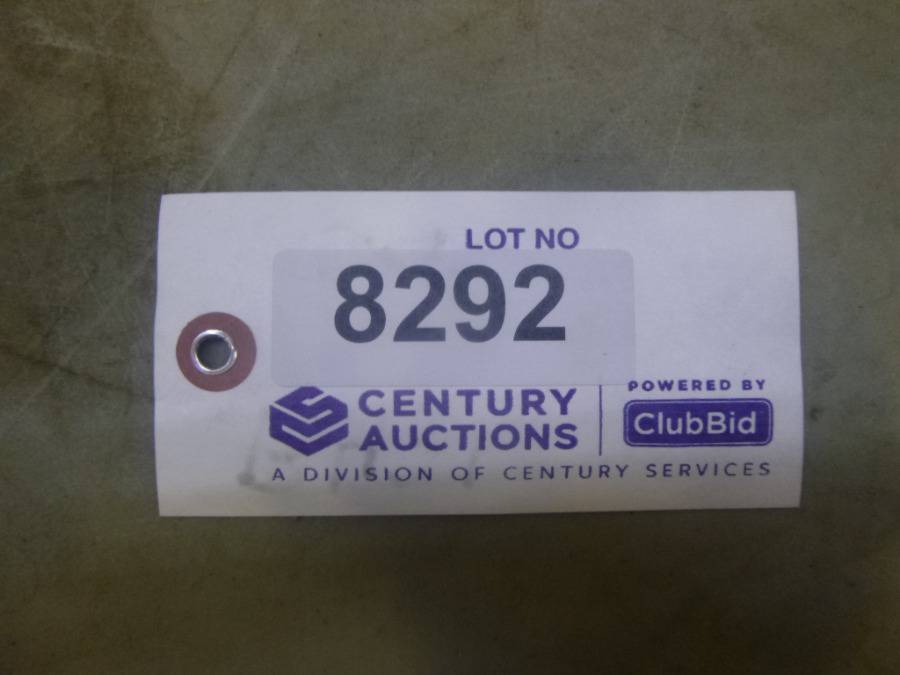 LOT NO
8292
CENTURY
AUCTIONS
POWERED BY
ClubBid
A DIVISION OF CENTURY SERVICES